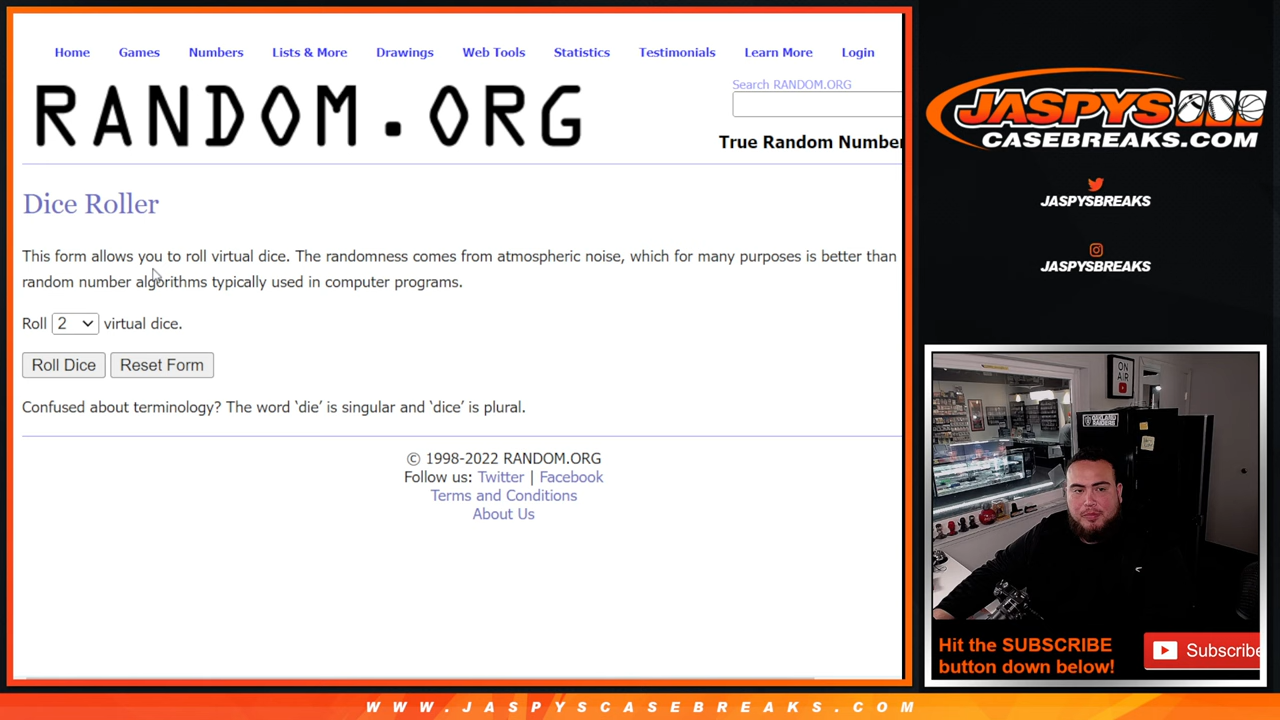 Home Games Numbers Lists & More Drawings Web Tools Statistics Testimonials Learn More Login
RANDOM.ORG
Search RANDOM.ORG
True Random Number
Dice Roller
This form allows you to roll virtual dice. The randomness comes from atmospheric noise, which for many purposes is better than
random number algorithms typically used in computer programs.
Roll 2 virtual dice.
Roll Dice Reset Form
Confused about terminology? The word ‘die’ is singular and ‘dice’ is plural.
© 1998-2022 RANDOM.ORG
Follow us: Twitter | Facebook
Terms and Conditions
About Us
JASPYS
CASEBREAKS.COM
JASPYSBREAKS
JASPYSBREAKS
ON
AIR
OAKLAND
RAIDERS
Hit the SUBSCRIBE
button down below!
Subscribe
WWW.JASPYSCASEBREAKS.COM